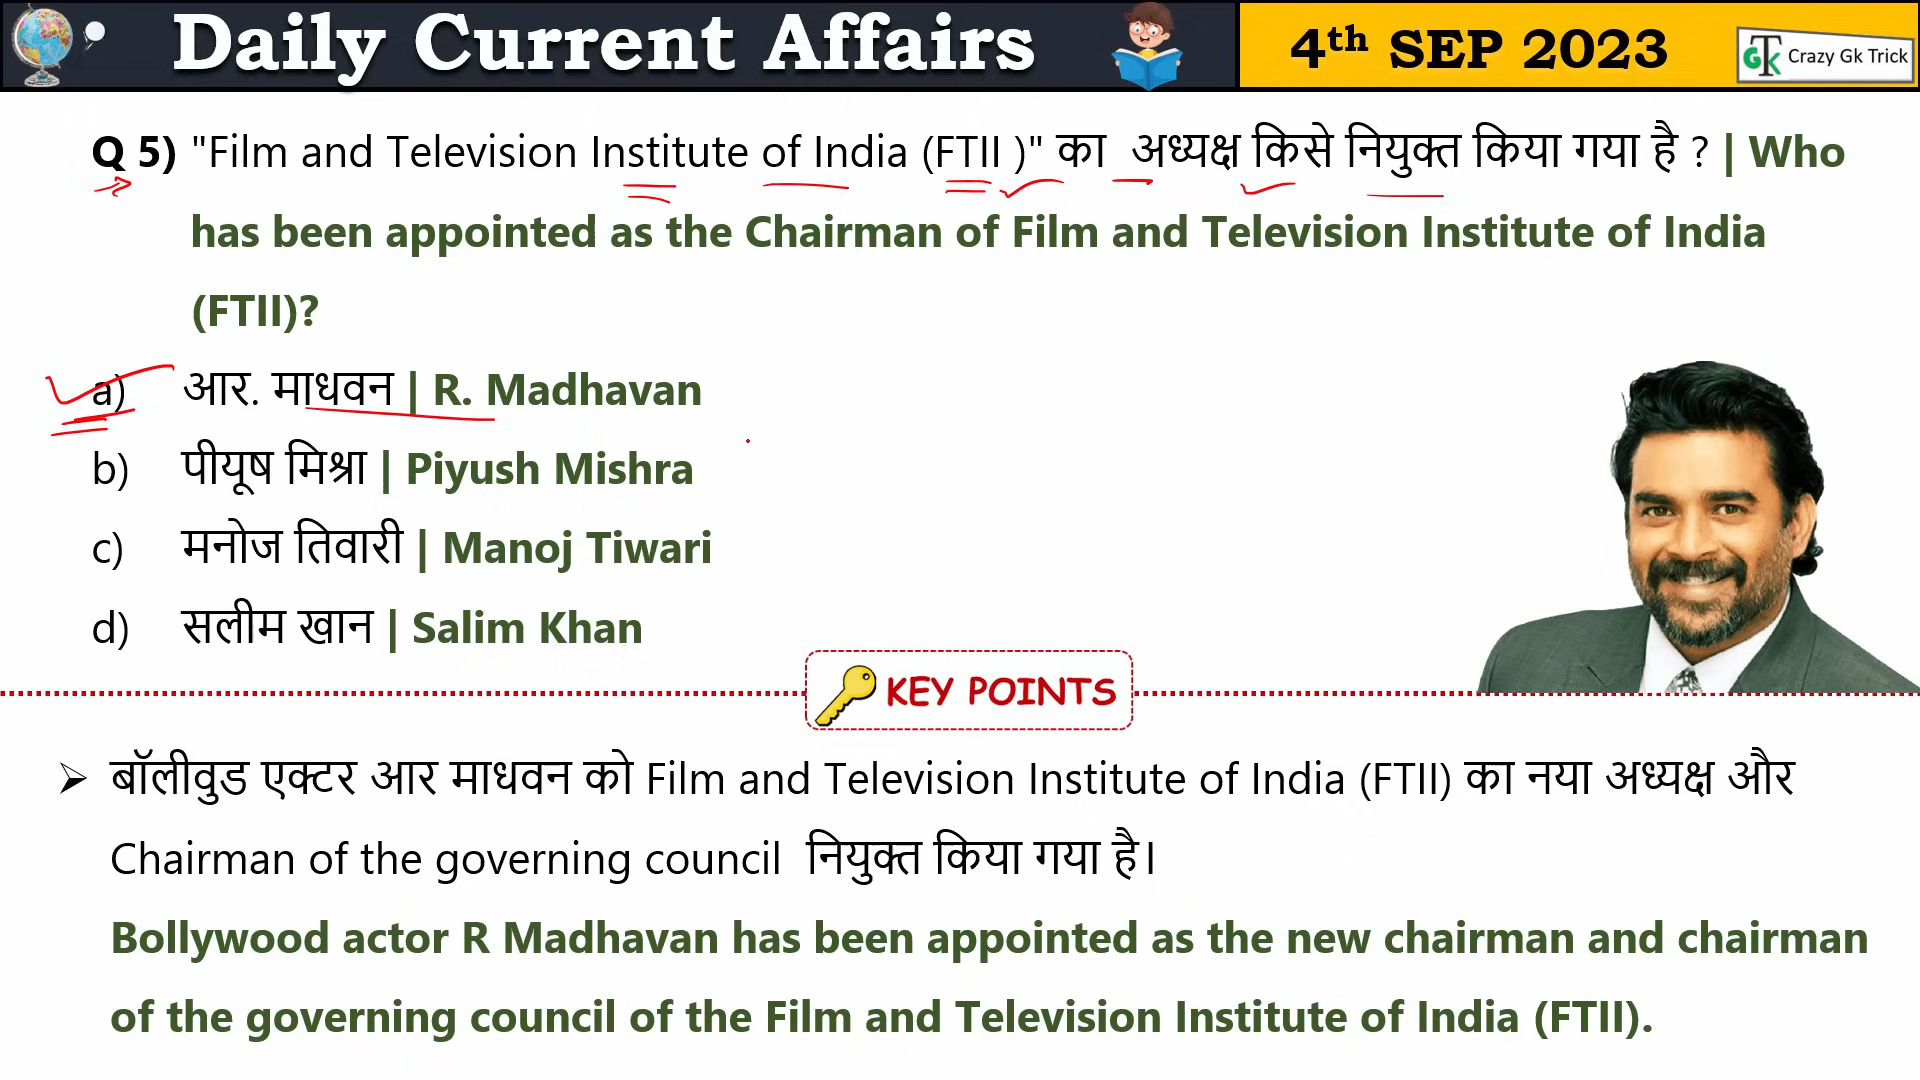 Daily Current Affairs
4th SEP 2023
GK Crazy Gk Trick
Q 5) "Film and Television Institute of India (FTII )" का अध्यक्ष किसे नियुक्त किया गया है ? | Who
has been appointed as the Chairman of Film and Television Institute of India
(FTII)?
a) आर. माधवन | R. Madhavan
b) पीयूष मिश्रा | Piyush Mishra
c) मनोज तिवारी | Manoj Tiwari
d) सलीम खान | Salim Khan
KEY POINTS
➢ बॉलीवुड एक्टर आर माधवन को Film and Television Institute of India (FTII) का नया अध्यक्ष और
Chairman of the governing council नियुक्त किया गया है।
Bollywood actor R Madhavan has been appointed as the new chairman and chairman
of the governing council of the Film and Television Institute of India (FTII).